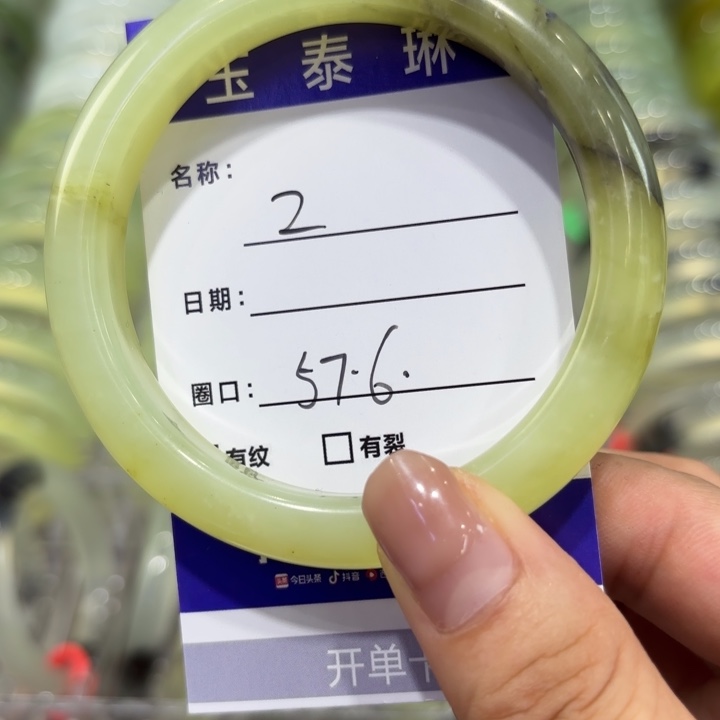 玉泰琳
名称: 2
日期:
圈口: 57.6.
有纹 □有裂
今日头条 抖音
开单卡